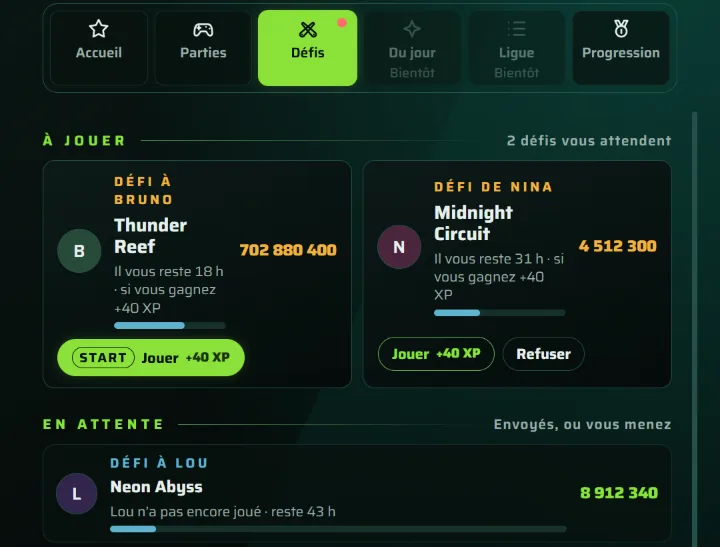 Accueil
Parties
Défis
Du jour
Bientôt
Ligue
Bientôt
Progression
À JOUER
2 défis vous attendent
B
DÉFI À
BRUNO
Thunder
Reef
Il vous reste 18 h
· si vous gagnez
+40 XP
702 880 400
START Jouer +40 XP
N
DÉFI DE NINA
Midnight
Circuit
Il vous reste 31 h · si
vous gagnez +40
XP
4 512 300
Jouer +40 XP
Refuser
EN ATTENTE
Envoyés, ou vous menez
L
DÉFI À LOU
Neon Abyss
Lou n'a pas encore joué · reste 43 h
8 912 340